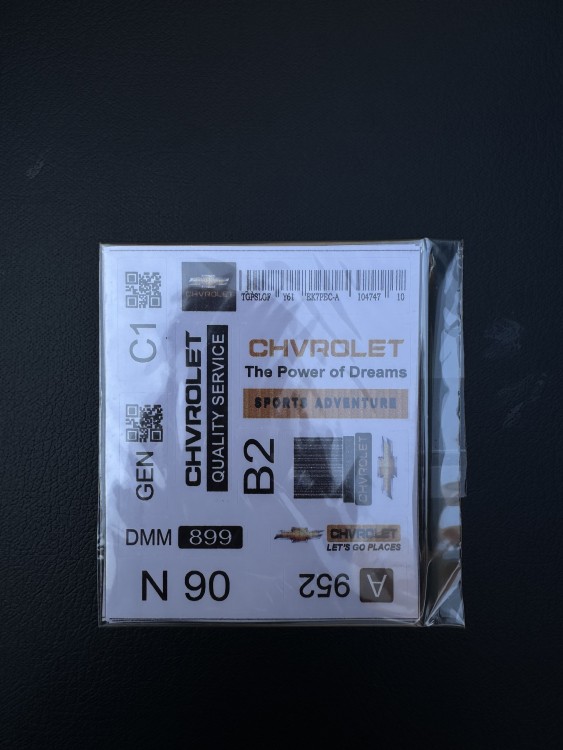 CHVROLET
TGPSLGF Y61 EK7PEC-A 104747 10
C1
CHVROLET
QUALITY SERVICE
CHVROLET
The Power of Dreams
SPORTS ADVENTURE
GEN
B2
CHVROLET
DMM 899
CHVROLET
LET'S GO PLACES
N 90
952 A